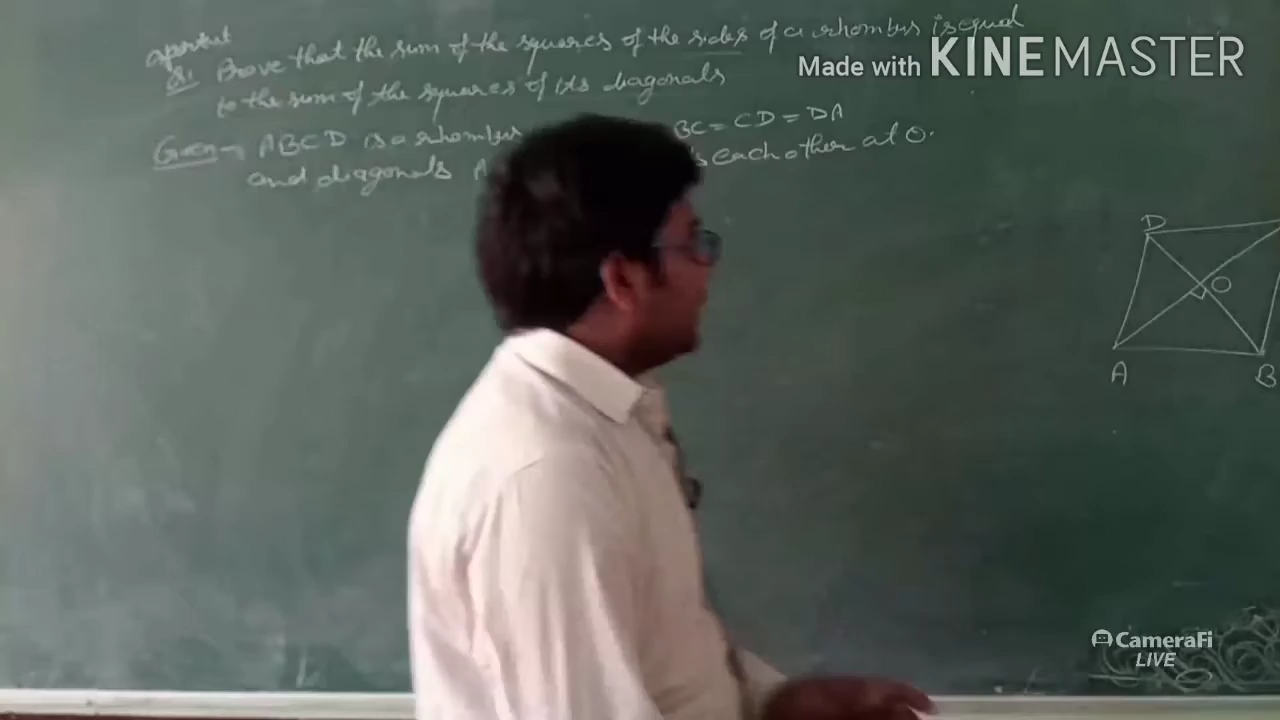 Q. Prove that the sum of the squares of the sides of a rhombus is equal
to the sum of the squares of its diagonals
Given → ABCD is a rhombus BC = CD = DA
and diagonals A each other at O.
Made with KINEMASTER
D
O
A B
CameraFi
LIVE